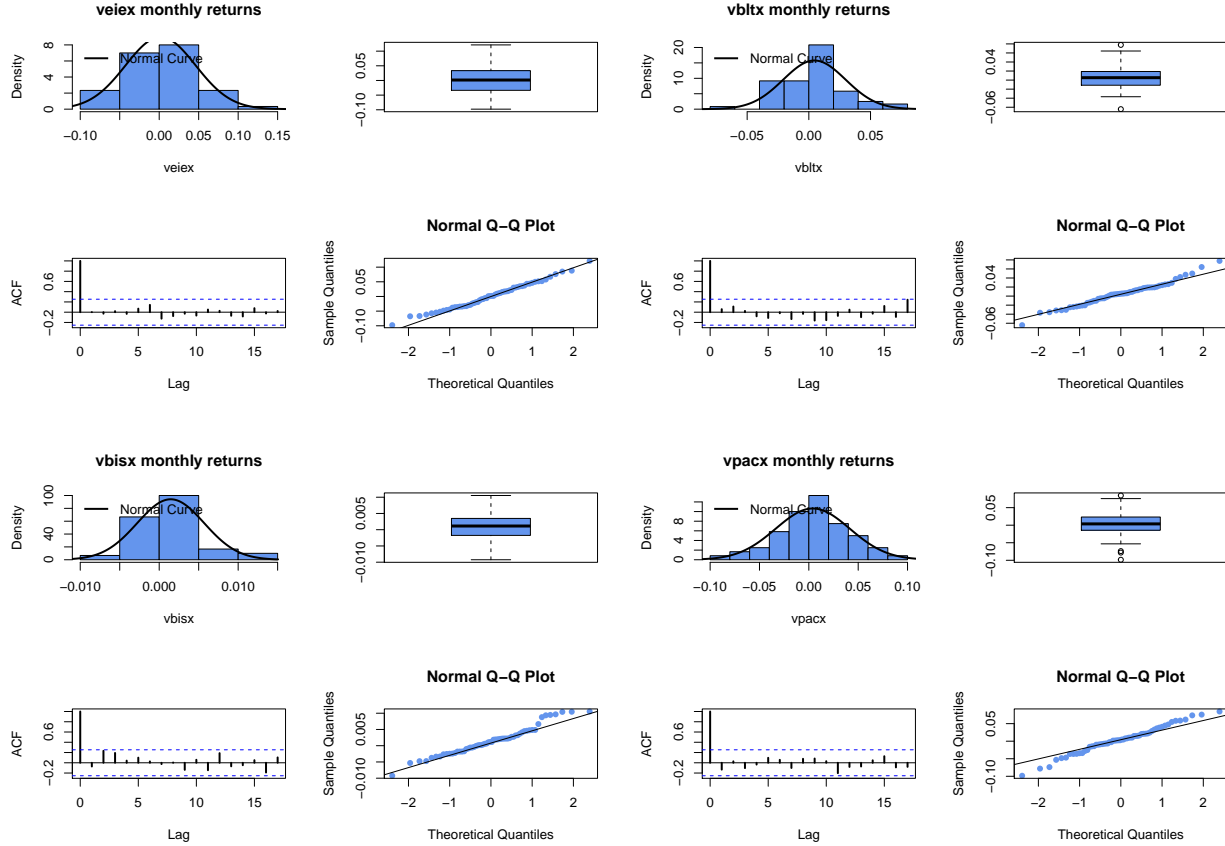 veiex monthly returns
Density
0 4 8
Normal Curve
−0.10 0.00 0.05 0.10 0.15
veiex
−0.10 0.05
vbltx monthly returns
Density
0 10 20
Normal Curve
−0.05 0.00 0.05
vbltx
−0.06 0.04
ACF
−0.2 0.6
0 5 10 15
Lag
Normal Q−Q Plot
Sample Quantiles
−0.10 0.05
−2 −1 0 1 2
Theoretical Quantiles
ACF
−0.2 0.6
0 5 10 15
Lag
Normal Q−Q Plot
Sample Quantiles
−0.06 0.04
−2 −1 0 1 2
Theoretical Quantiles
vbisx monthly returns
Density
0 40 100
Normal Curve
−0.010 0.000 0.010
vbisx
−0.010 0.005
vpacx monthly returns
Density
0 4 8
Normal Curve
−0.10 −0.05 0.00 0.05 0.10
vpacx
−0.10 0.05
ACF
−0.2 0.6
0 5 10 15
Lag
Normal Q−Q Plot
Sample Quantiles
−0.010 0.005
−2 −1 0 1 2
Theoretical Quantiles
ACF
−0.2 0.6
0 5 10 15
Lag
Normal Q−Q Plot
Sample Quantiles
−0.10 0.05
−2 −1 0 1 2
Theoretical Quantiles